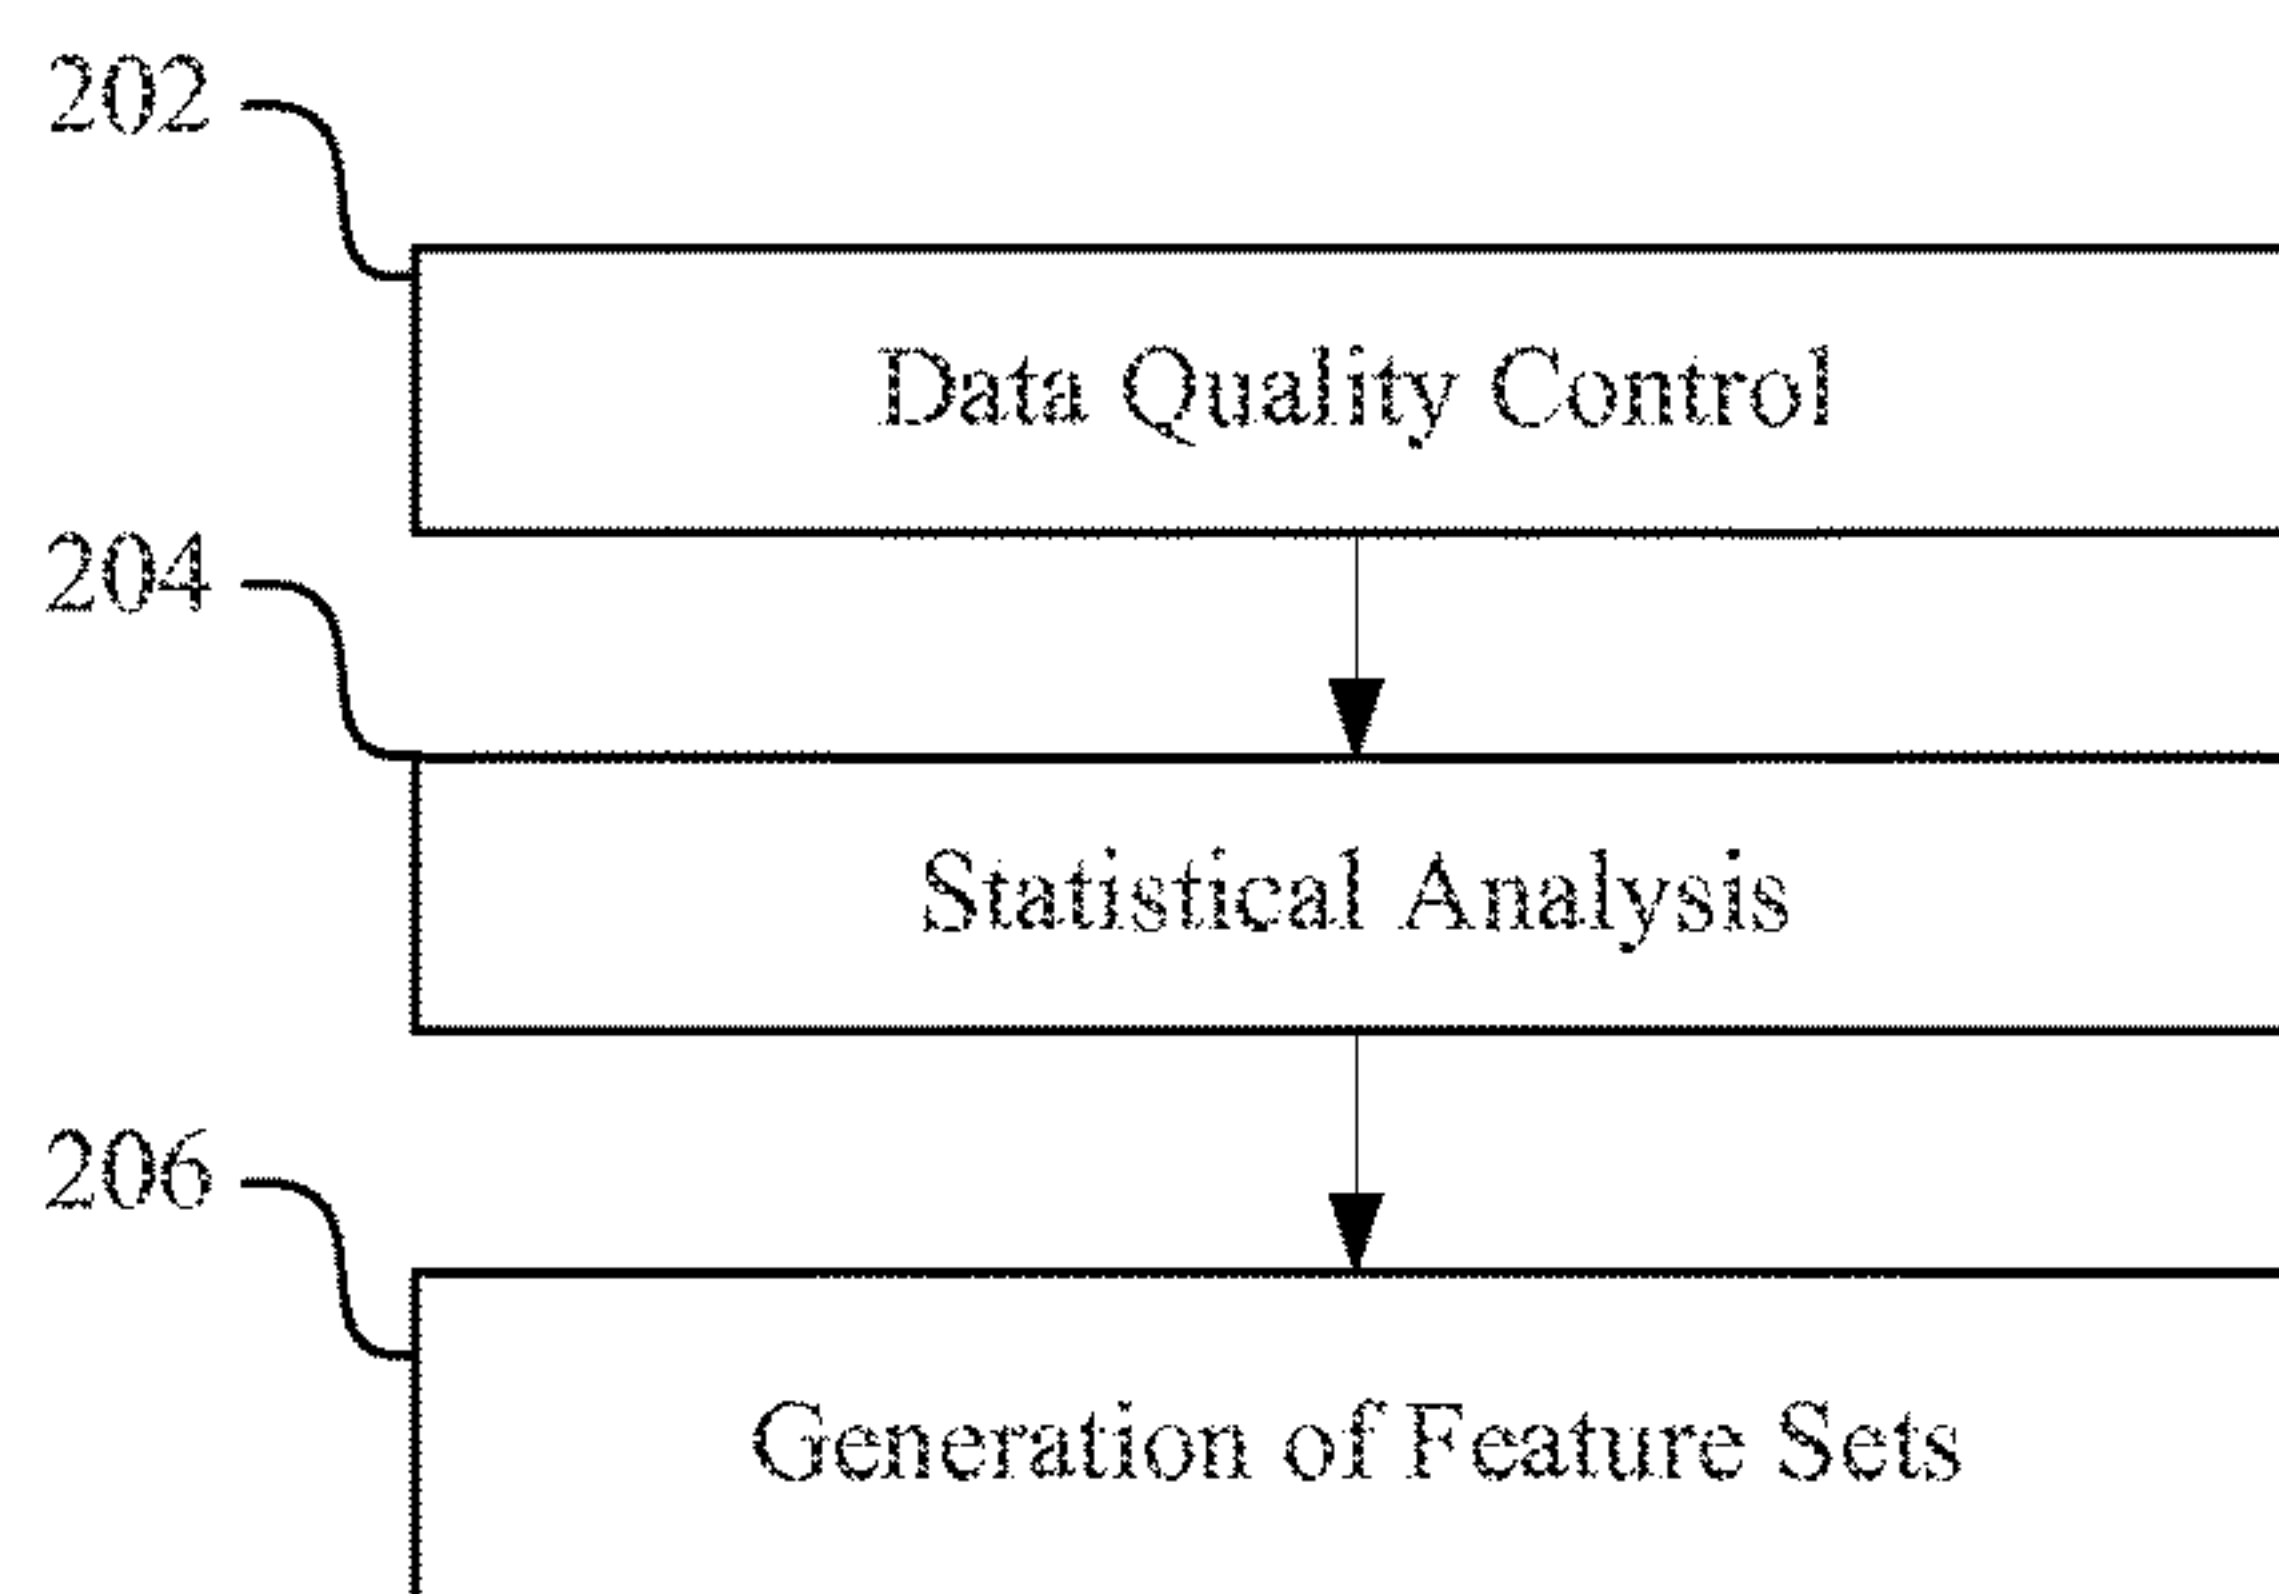 202
Data Quality Control
204
Statistical Analysis
206
Generation of Feature Sets